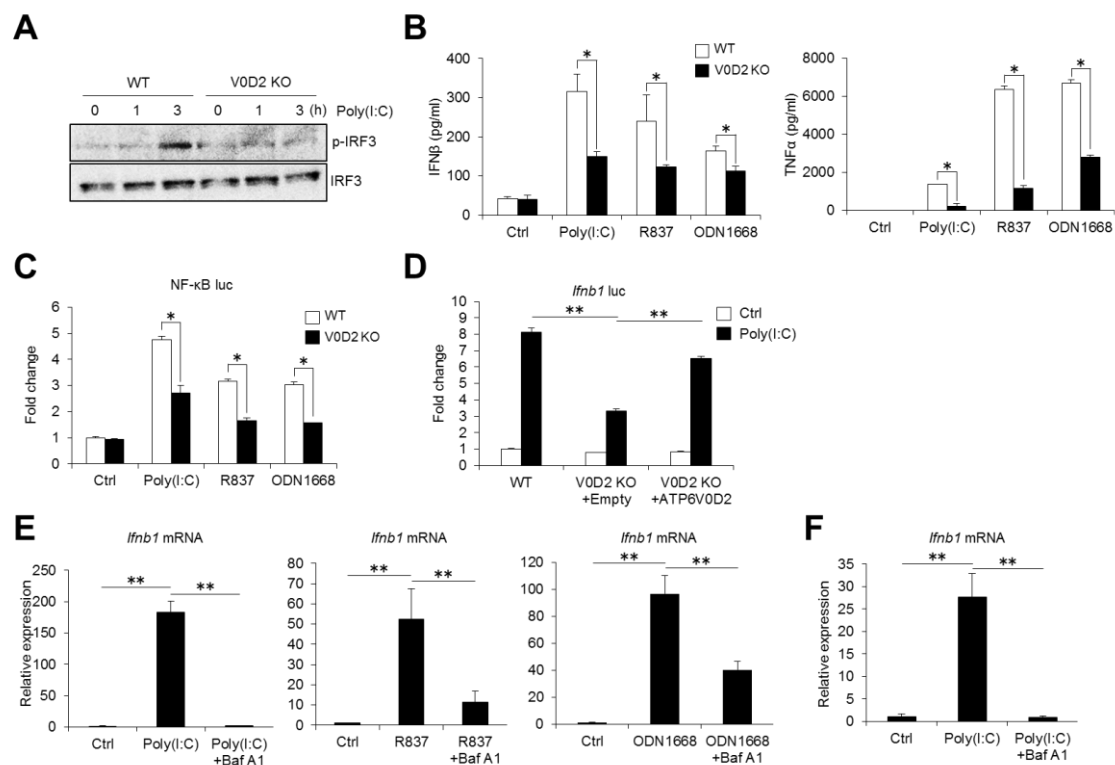 A
WT V0D2 KO
0 1 3 0 1 3 (h) Poly(I:C)
p-IRF3
IRF3
B
IFNβ (pg/ml)
400
300
200
100
0
WT
V0D2 KO
*
*
*
Ctrl Poly(I:C) R837 ODN1668
TNFα (pg/ml)
8000
6000
4000
2000
0
*
*
*
Ctrl Poly(I:C) R837 ODN1668
C
NF-κB luc
Fold change
6
5
4
3
2
1
0
WT
V0D2 KO
*
*
*
Ctrl Poly(I:C) R837 ODN1668
D
Ifnb1 luc
Fold change
10
9
8
7
6
5
4
3
2
1
0
Ctrl
Poly(I:C)
** **
WT V0D2 KO V0D2 KO
+Empty +ATP6V0D2
E
Ifnb1 mRNA
Relative expression
250
200
150
100
50
0
** **
Ctrl Poly(I:C) Poly(I:C)
+Baf A1
Ifnb1 mRNA
80
70
60
50
40
30
20
10
0
** **
Ctrl R837 R837
+Baf A1
Ifnb1 mRNA
120
100
80
60
40
20
0
** **
Ctrl ODN1668 ODN1668
+Baf A1
F
Ifnb1 mRNA
Relative expression
35
30
25
20
15
10
5
0
** **
Ctrl Poly(I:C) Poly(I:C)
+Baf A1